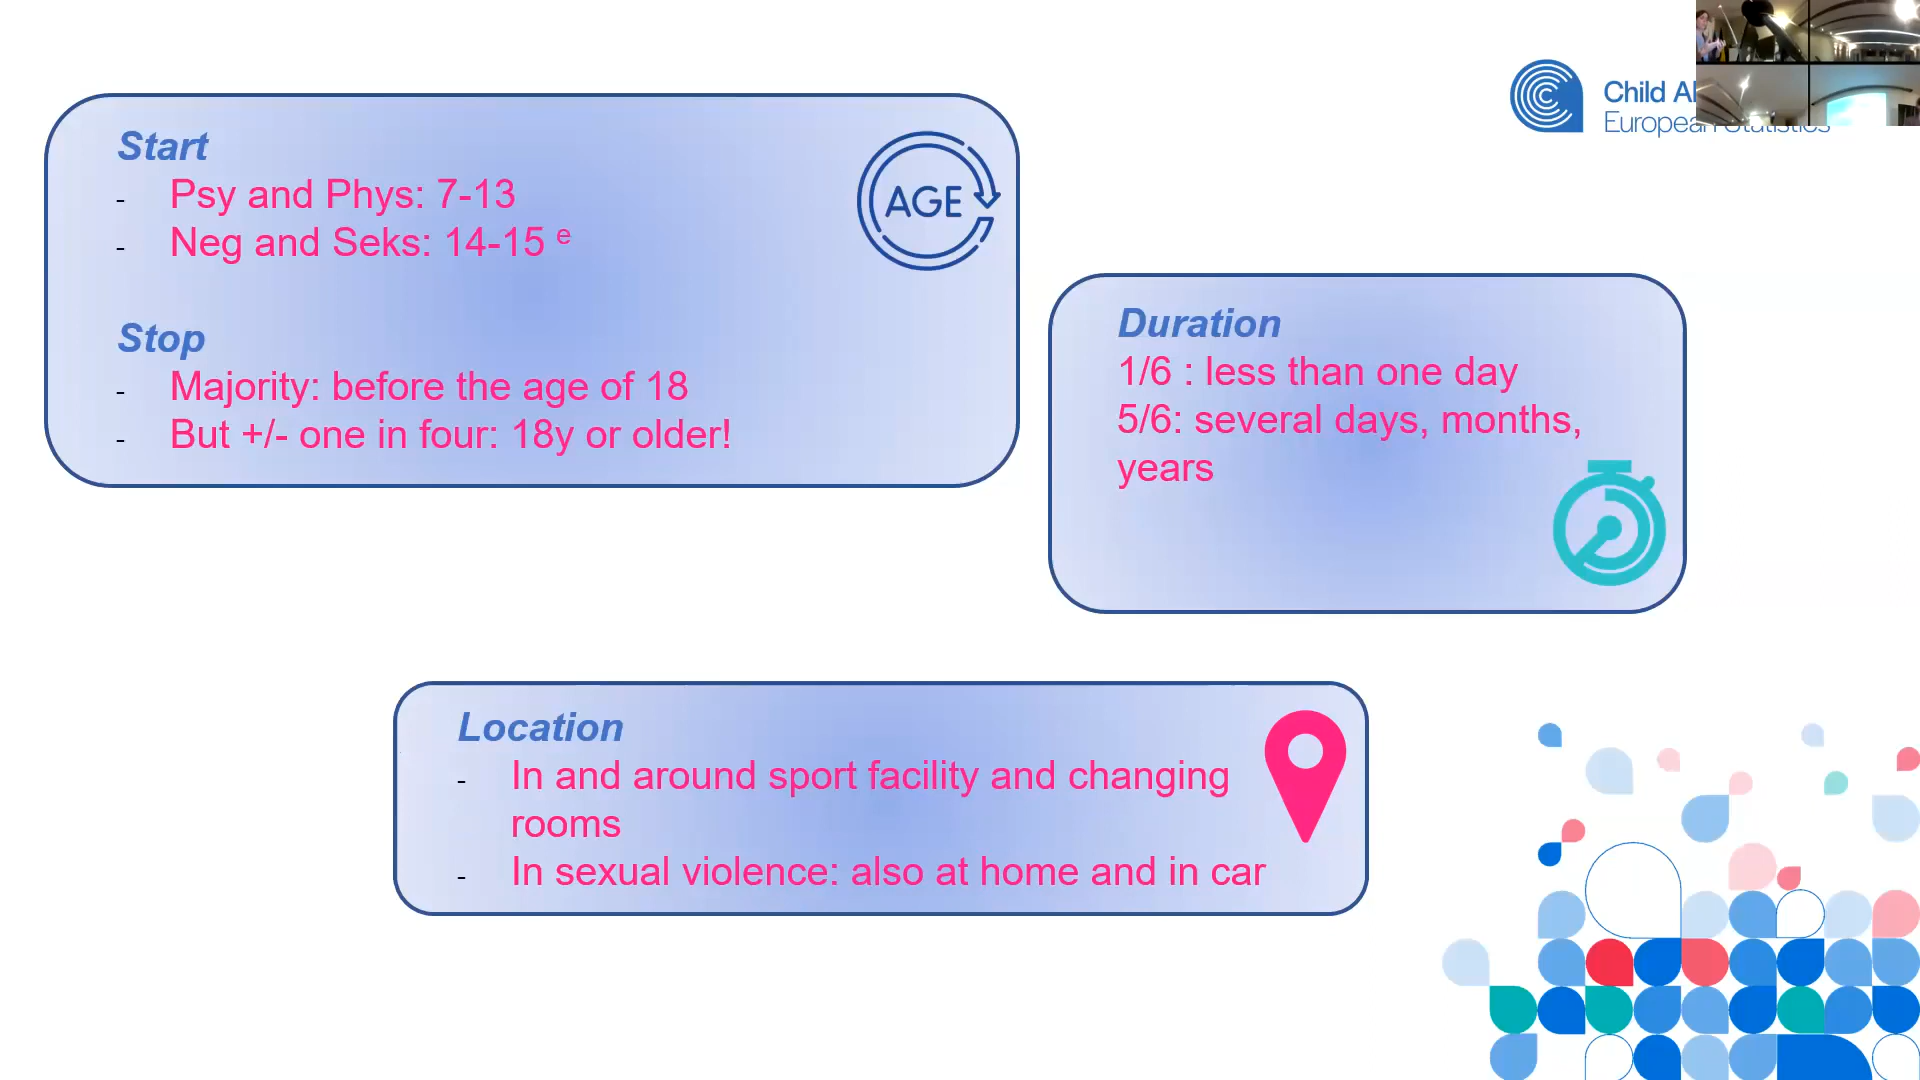 Start
- Psy and Phys: 7-13
- Neg and Seks: 14-15 e
Stop
- Majority: before the age of 18
- But +/- one in four: 18y or older!
AGE
Child
European Statistics
Duration
1/6 : less than one day
5/6: several days, months,
years
Location
- In and around sport facility and changing
rooms
- In sexual violence: also at home and in car